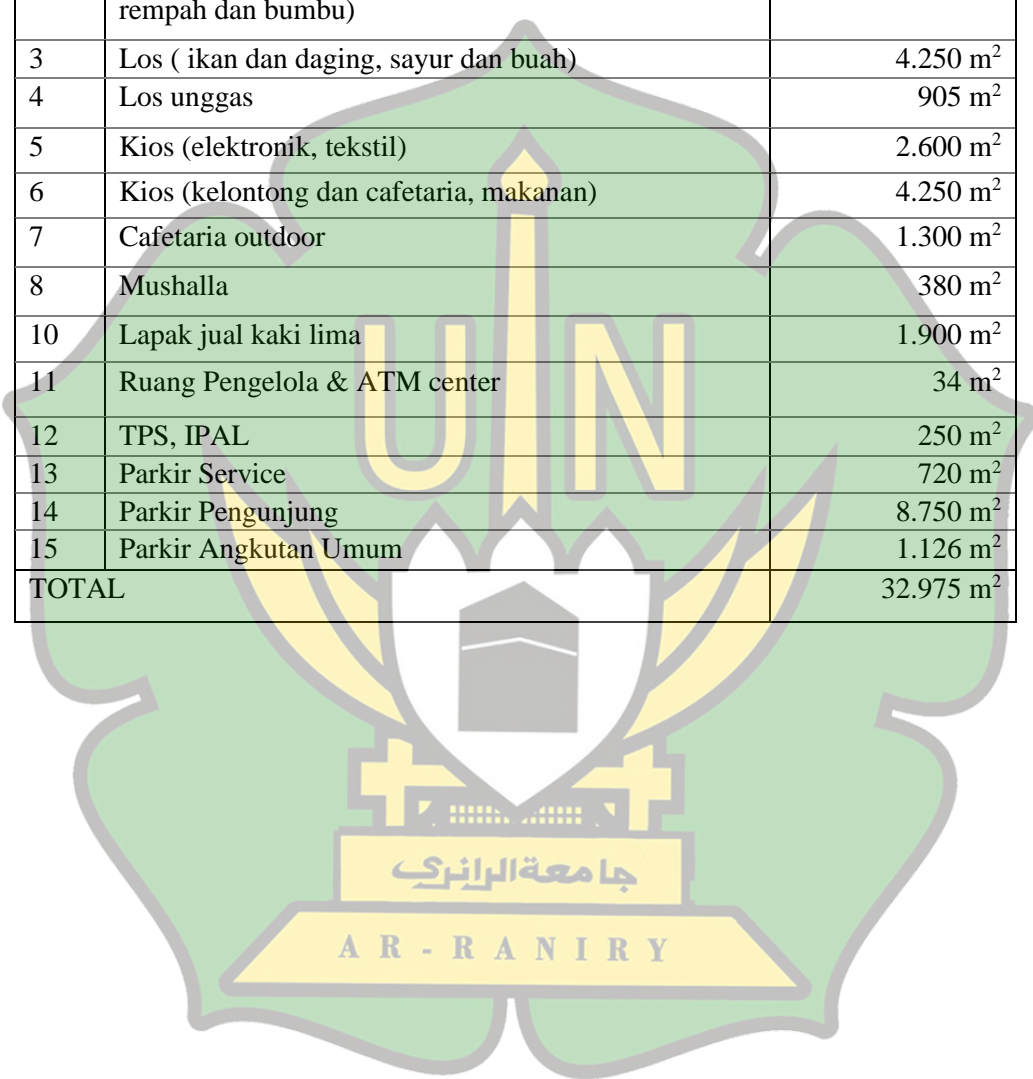 rempah dan bumbu)
3 Los ( ikan dan daging, sayur dan buah) 4.250 m²
4 Los unggas 905 m²
5 Kios (elektronik, tekstil) 2.600 m²
6 Kios (kelontong dan cafetaria, makanan) 4.250 m²
7 Cafetaria outdoor 1.300 m²
8 Mushalla 380 m²
10 Lapak jual kaki lima 1.900 m²
11 Ruang Pengelola & ATM center 34 m²
12 TPS, IPAL 250 m²
13 Parkir Service 720 m²
14 Parkir Pengunjung 8.750 m²
15 Parkir Angkutan Umum 1.126 m²
TOTAL 32.975 m²
UIN
جامعة الرانري
AR-RANIRY